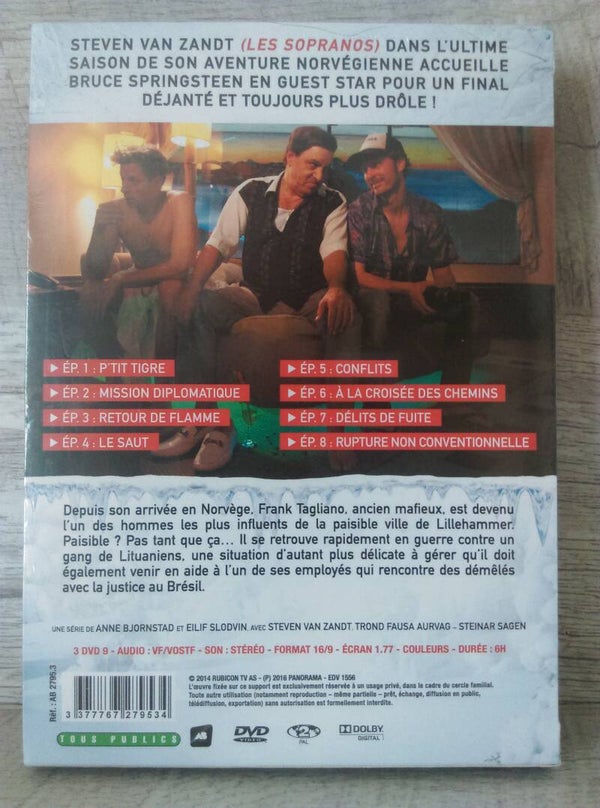 STEVEN VAN ZANDT (LES SOPRANOS) DANS L'ULTIME
SAISON DE SON AVENTURE NORVÉGIENNE ACCUEILLE
BRUCE SPRINGSTEEN EN GUEST STAR POUR UN FINAL
DÉJANTÉ ET TOUJOURS PLUS DRÔLE !
ÉP. 1 : P'TIT TIGRE
ÉP. 2 : MISSION DIPLOMATIQUE
ÉP. 3 : RETOUR DE FLAMME
ÉP. 4 : LE SAUT
ÉP. 5 : CONFLITS
ÉP. 6 : À LA CROISÉE DES CHEMINS
ÉP. 7 : DÉLITS DE FUITE
ÉP. 8 : RUPTURE NON CONVENTIONNELLE
Depuis son arrivée en Norvège, Frank Tagliano, ancien mafieux, est devenu
l'un des hommes les plus influents de la paisible ville de Lillehammer.
Paisible ? Pas tant que ça... Il se retrouve rapidement en guerre contre un
gang de Lituaniens, une situation d'autant plus délicate à gérer qu'il doit
également venir en aide à l'un de ses employés qui rencontre des démêlés
avec la justice au Brésil.
UNE SÉRIE DE ANNE BJORNSTAD ET EILIF SLODVIN. AVEC STEVEN VAN ZANDT. TROND FAUSA AURVAG – STEINAR SAGEN
3 DVD 9 - AUDIO : VF/VOSTF - SON : STÉRÉO - FORMAT 16/9 - ÉCRAN 1.77 - COULEURS - DURÉE : 6H
Réf. : AB 2795.3
3 377767 279534
© 2014 RUBICON TV AS - (P) 2016 PANORAMA - EDV 1556
L'œuvre fixée sur ce support est exclusivement réservée à un usage privé, dans le cadre du cercle familial.
Toute autre utilisation (notamment reproduction – même partielle – prêt, échange, diffusion en public,
télédiffusion, exportation) sans autorisation est formellement interdite.
TOUS PUBLICS
AB
DVD
VIDEO
2
PAL
DOLBY
DIGITAL